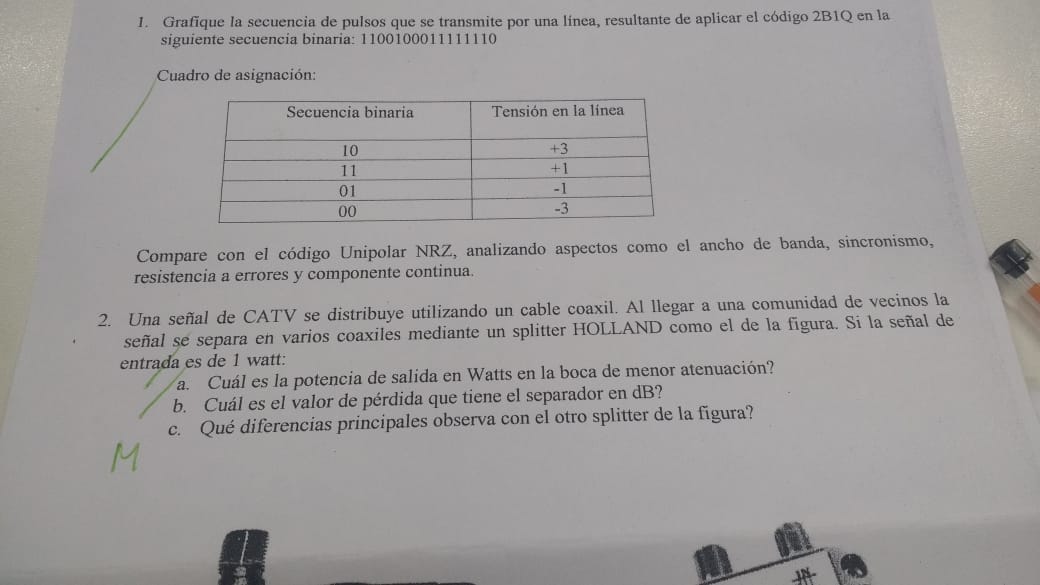 1. Grafique la secuencia de pulsos que se transmite por una línea, resultante de aplicar el código 2B1Q en la
siguiente secuencia binaria: 1100100011111110
Cuadro de asignación:
Secuencia binaria Tensión en la línea
10 +3
11 +1
01 -1
00 -3
Compare con el código Unipolar NRZ, analizando aspectos como el ancho de banda, sincronismo,
resistencia a errores y componente continua.
2. Una señal de CATV se distribuye utilizando un cable coaxil. Al llegar a una comunidad de vecinos la
señal se separa en varios coaxiles mediante un splitter HOLLAND como el de la figura. Si la señal de
entrada es de 1 watt:
a. Cuál es la potencia de salida en Watts en la boca de menor atenuación?
b. Cuál es el valor de pérdida que tiene el separador en dB?
c. Qué diferencias principales observa con el otro splitter de la figura?
M
IN